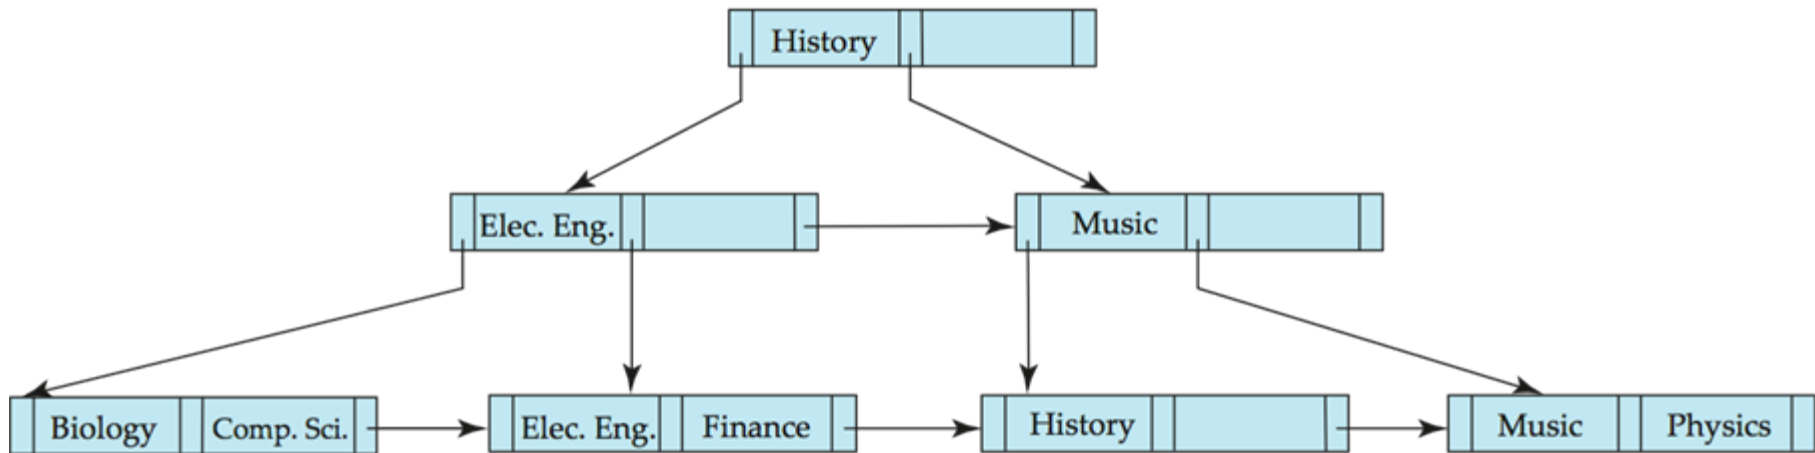 History
Elec. Eng.
Music
Biology
Comp. Sci.
Elec. Eng.
Finance
History
Music
Physics